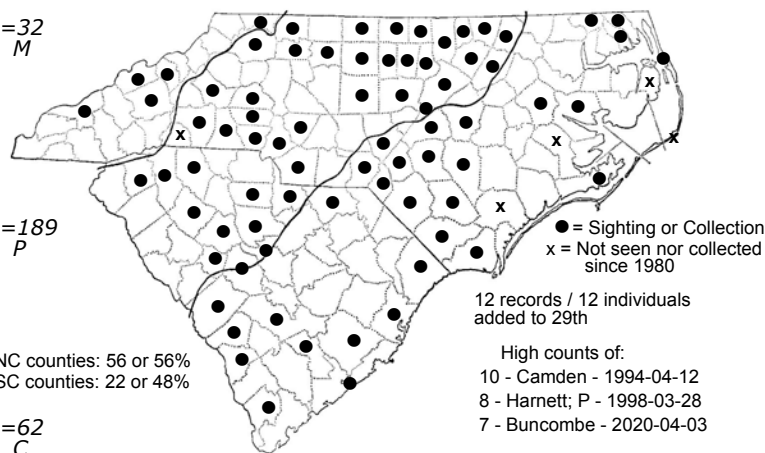 =32
M
x
x
x
x
x
=189
P
● = Sighting or Collection
x = Not seen nor collected
since 1980
12 records / 12 individuals
added to 29th
NC counties: 56 or 56%
SC counties: 22 or 48%
High counts of:
10 - Camden - 1994-04-12
8 - Harnett; P - 1998-03-28
7 - Buncombe - 2020-04-03
=62
C